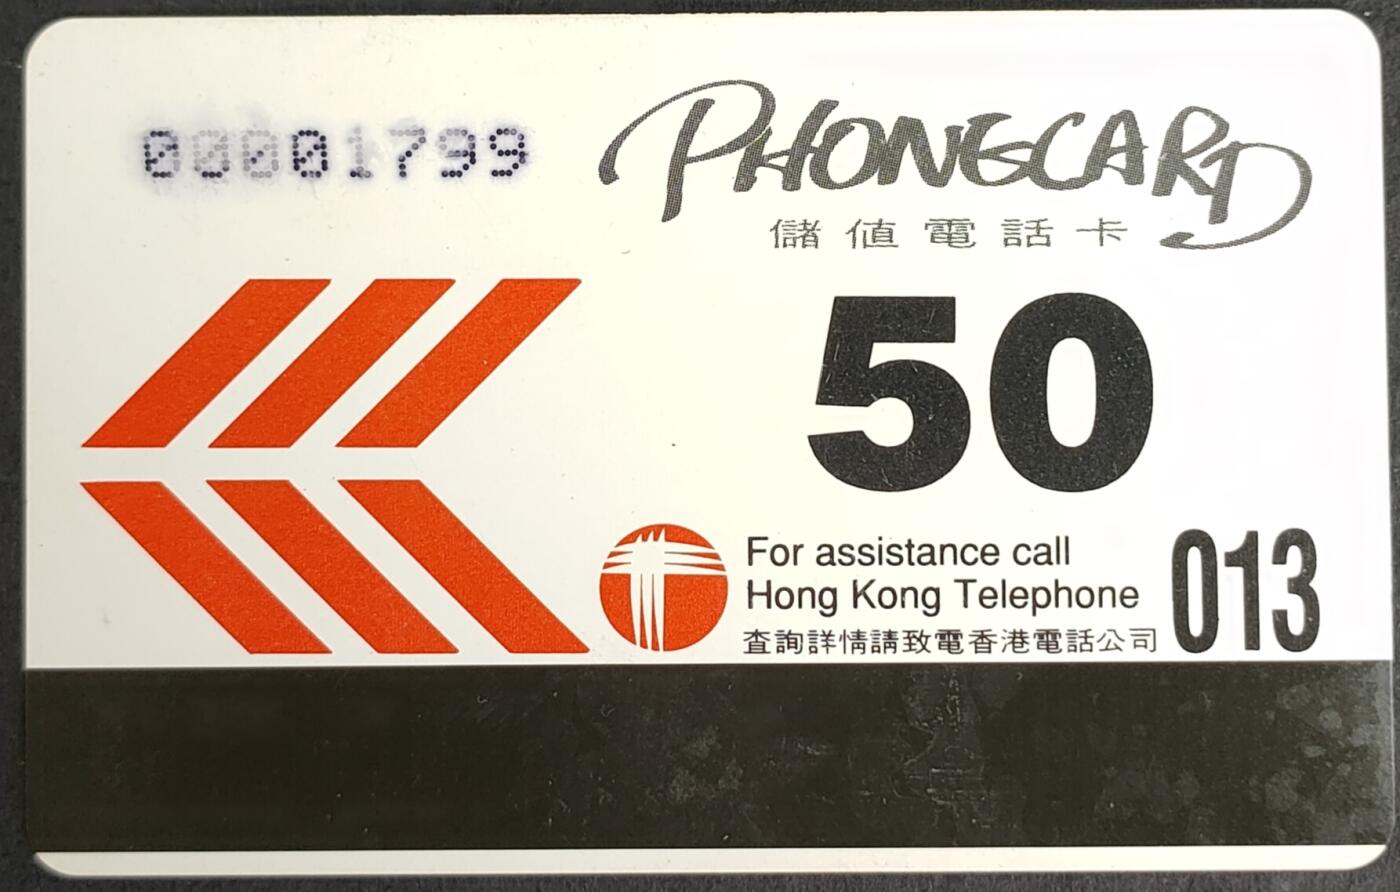 00001799
PHONECARD
儲值電話卡
50
For assistance call
Hong Kong Telephone
查詢詳情請致電香港電話公司
013